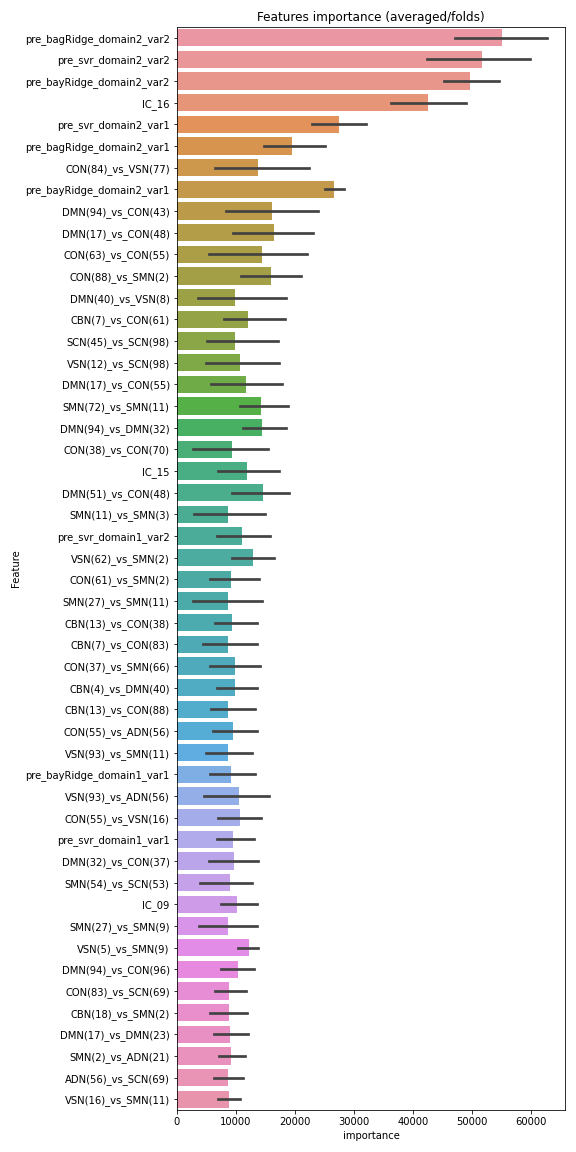 Features importance (averaged/folds)
pre_bagRidge_domain2_var2
pre_svr_domain2_var2
pre_bayRidge_domain2_var2
IC_16
pre_svr_domain2_var1
pre_bagRidge_domain2_var1
CON(84)_vs_VSN(77)
pre_bayRidge_domain2_var1
DMN(94)_vs_CON(43)
DMN(17)_vs_CON(48)
CON(63)_vs_CON(55)
CON(88)_vs_SMN(2)
DMN(40)_vs_VSN(8)
CBN(7)_vs_CON(61)
SCN(45)_vs_SCN(98)
VSN(12)_vs_SCN(98)
DMN(17)_vs_CON(55)
SMN(72)_vs_SMN(11)
DMN(94)_vs_DMN(32)
CON(38)_vs_CON(70)
IC_15
DMN(51)_vs_CON(48)
SMN(11)_vs_SMN(3)
pre_svr_domain1_var2
VSN(62)_vs_SMN(2)
CON(61)_vs_SMN(2)
SMN(27)_vs_SMN(11)
CBN(13)_vs_CON(38)
CBN(7)_vs_CON(83)
CON(37)_vs_SMN(66)
CBN(4)_vs_DMN(40)
CBN(13)_vs_CON(88)
CON(55)_vs_ADN(56)
VSN(93)_vs_SMN(11)
pre_bayRidge_domain1_var1
VSN(93)_vs_ADN(56)
CON(55)_vs_VSN(16)
pre_svr_domain1_var1
DMN(32)_vs_CON(37)
SMN(54)_vs_SCN(53)
IC_09
SMN(27)_vs_SMN(9)
VSN(5)_vs_SMN(9)
DMN(94)_vs_CON(96)
CON(83)_vs_SCN(69)
CBN(18)_vs_SMN(2)
DMN(17)_vs_DMN(23)
SMN(2)_vs_ADN(21)
ADN(56)_vs_SCN(69)
VSN(16)_vs_SMN(11)
Feature
0 10000 20000 30000 40000 50000 60000
importance